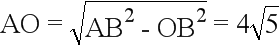 AO = √(AB² - OB²) = 4√5